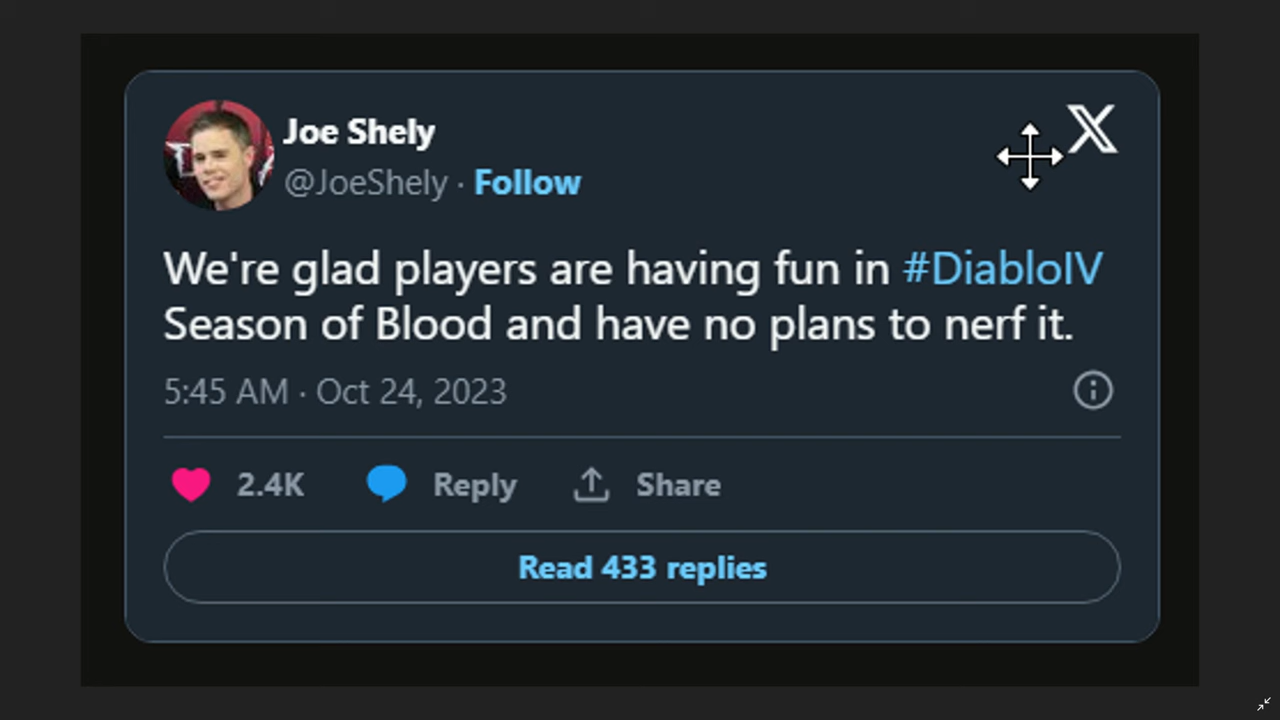 Joe Shely
@JoeShely · Follow
We're glad players are having fun in #DiabloIV
Season of Blood and have no plans to nerf it.
5:45 AM · Oct 24, 2023
2.4K Reply Share
Read 433 replies